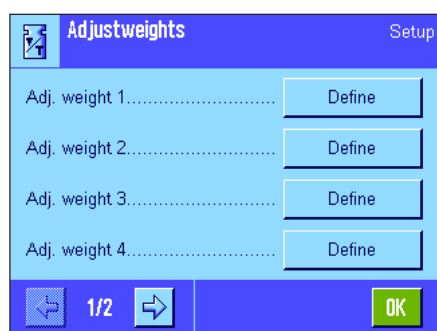 Adjustweights Setup
Adj. weight 1........................... Define
Adj. weight 2........................... Define
Adj. weight 3........................... Define
Adj. weight 4........................... Define
1/2 OK